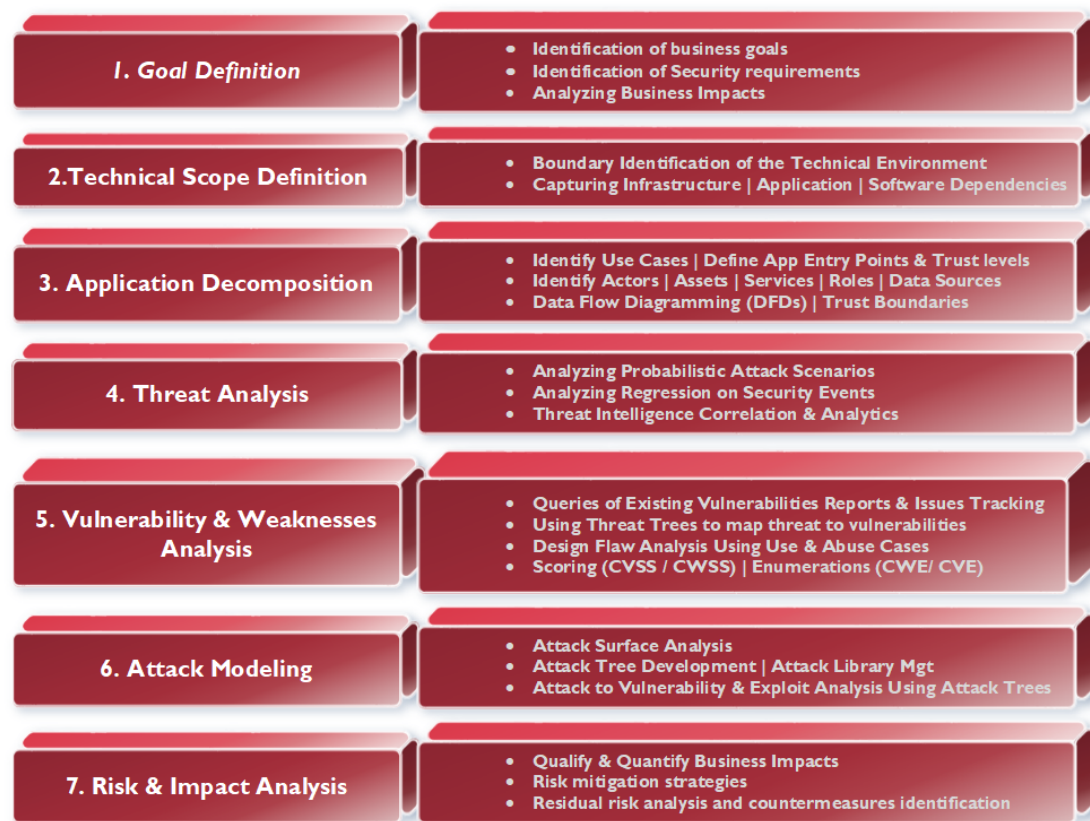 1. Goal Definition
• Identification of business goals
• Identification of Security requirements
• Analyzing Business Impacts
2.Technical Scope Definition
• Boundary Identification of the Technical Environment
• Capturing Infrastructure | Application | Software Dependencies
3. Application Decomposition
• Identify Use Cases | Define App Entry Points & Trust levels
• Identify Actors | Assets | Services | Roles | Data Sources
• Data Flow Diagramming (DFDs) | Trust Boundaries
4. Threat Analysis
• Analyzing Probabilistic Attack Scenarios
• Analyzing Regression on Security Events
• Threat Intelligence Correlation & Analytics
5. Vulnerability & Weaknesses
Analysis
• Queries of Existing Vulnerabilities Reports & Issues Tracking
• Using Threat Trees to map threat to vulnerabilities
• Design Flaw Analysis Using Use & Abuse Cases
• Scoring (CVSS / CWSS) | Enumerations (CWE/ CVE)
6. Attack Modeling
• Attack Surface Analysis
• Attack Tree Development | Attack Library Mgt
• Attack to Vulnerability & Exploit Analysis Using Attack Trees
7. Risk & Impact Analysis
• Qualify & Quantify Business Impacts
• Risk mitigation strategies
• Residual risk analysis and countermeasures identification